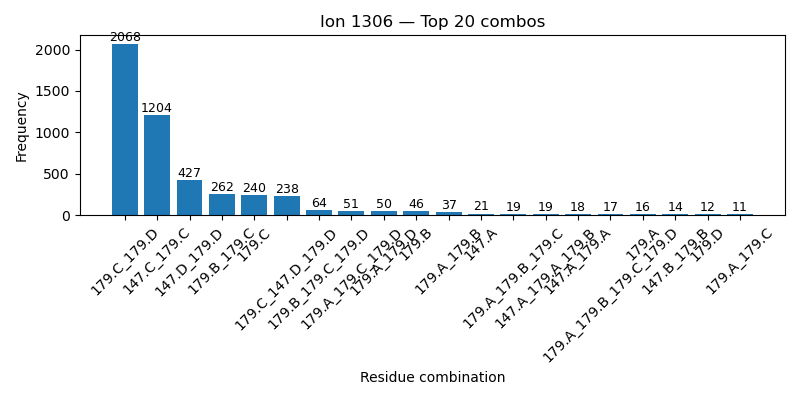 Ion 1306 — Top 20 combos
Frequency
2000
1500
1000
500
0
2068
1204
427
262
240
238
64
51
50
46
37
21
19
19
18
17
16
14
12
11
179.C_179.D
147.C_179.C
147.D_179.D
179.B_179.C
179.C
179.C_147.D_179.D
179.B_179.C_179.D
179.A_179.C_179.D
179.A_179.D
179.B
179.A_179.B
147.A
179.A_179.B_179.C
147.A_179.A_179.B
147.A_179.A
179.A
179.A_179.B_179.C_179.D
147.B_179.B
179.D
179.A_179.C
Residue combination